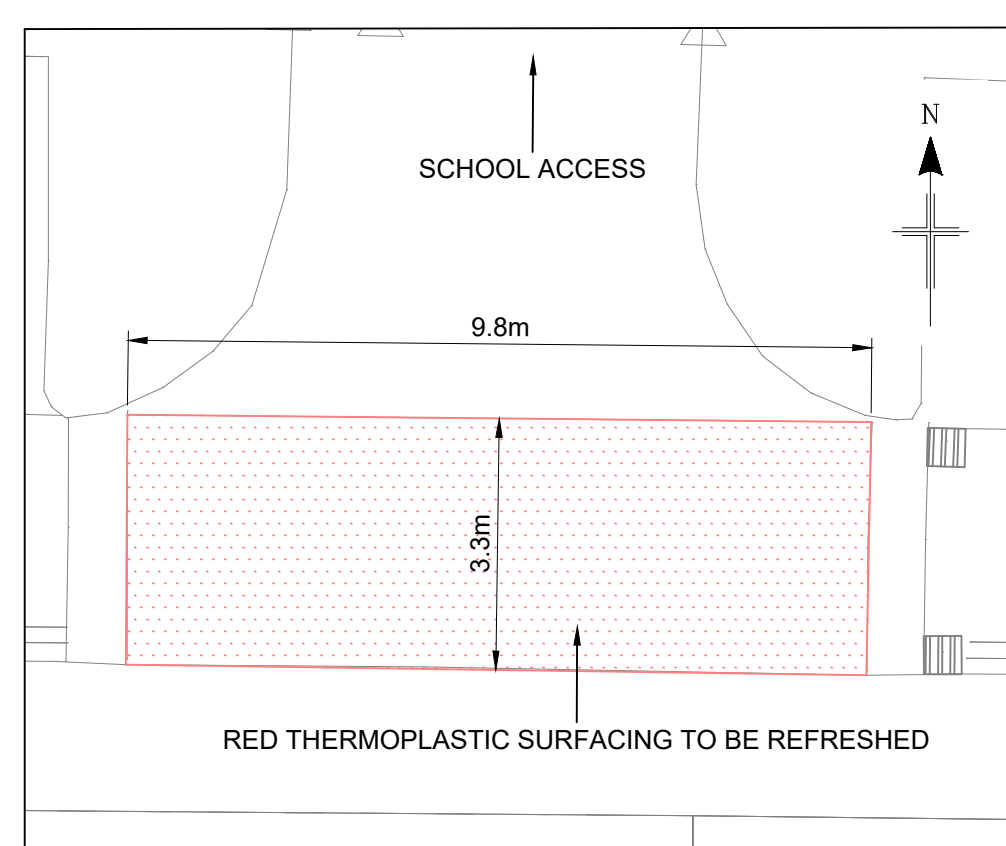 SCHOOL ACCESS
N
9.8m
3.3m
RED THERMOPLASTIC SURFACING TO BE REFRESHED